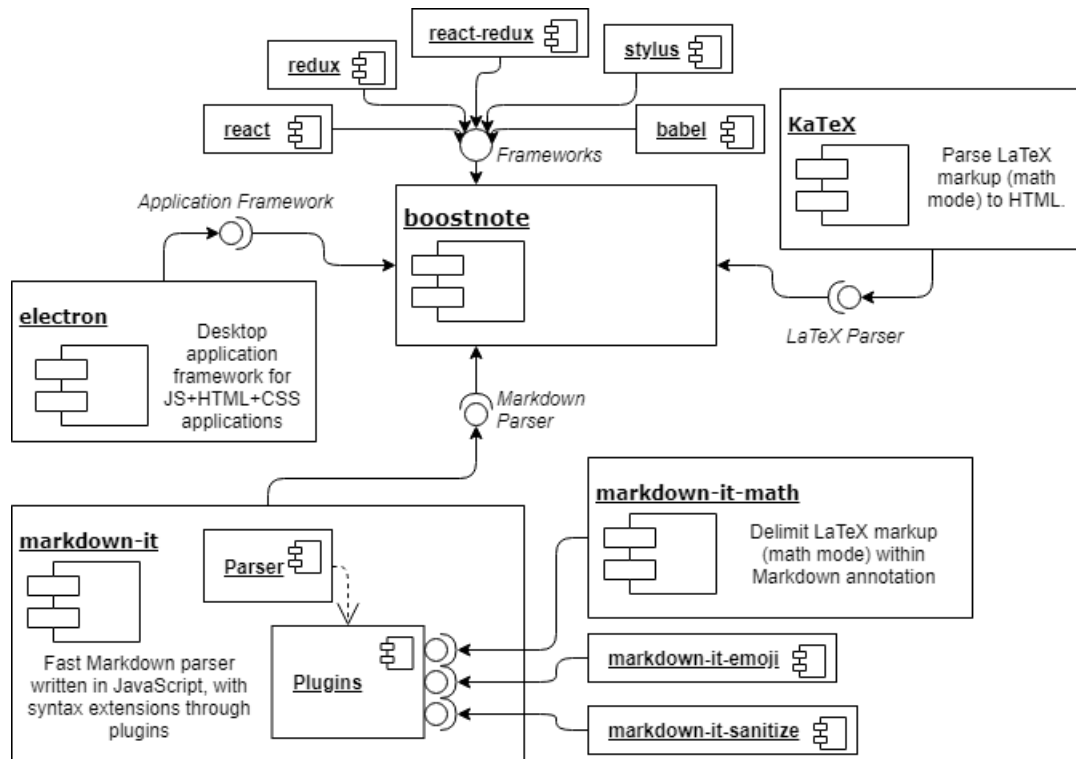 react-redux
redux
stylus
react
babel
Frameworks
KaTeX
Parse LaTeX
markup (math
mode) to HTML.
Application Framework
boostnote
LaTeX Parser
electron
Desktop
application
framework for
JS+HTML+CSS
applications
Markdown
Parser
markdown-it
Parser
Plugins
Fast Markdown parser
written in JavaScript, with
syntax extensions through
plugins
markdown-it-math
Delimit LaTeX markup
(math mode) within
Markdown annotation
markdown-it-emoji
markdown-it-sanitize